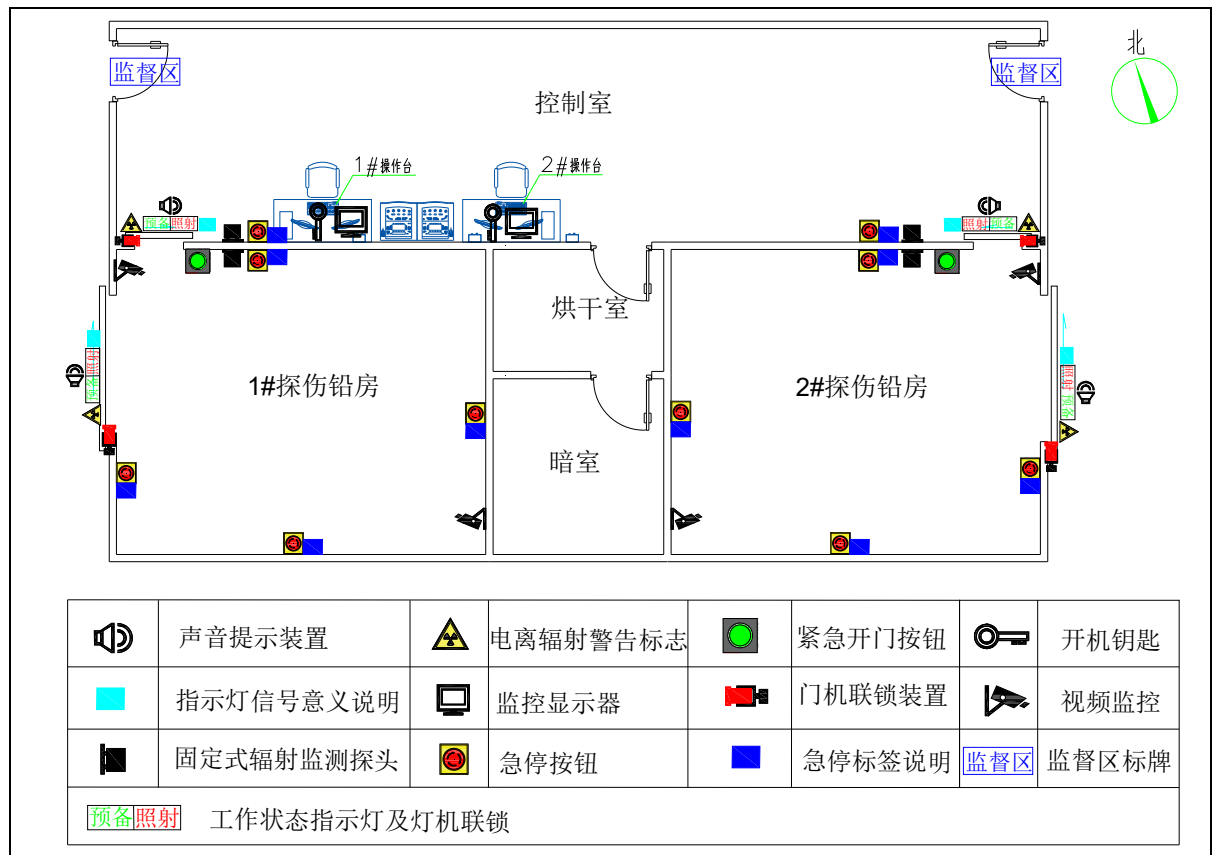 北
监督区
监督区
控制室
1#操作台
2#操作台
预备照射
照射预备
烘干室
预备照射
照射预备
1#探伤铅房
2#探伤铅房
暗室
声音提示装置
电离辐射警告标志
紧急开门按钮
开机钥匙
指示灯信号意义说明
监控显示器
门机联锁装置
视频监控
固定式辐射监测探头
急停按钮
急停标签说明
监督区
监督区标牌
预备照射
工作状态指示灯及灯机联锁